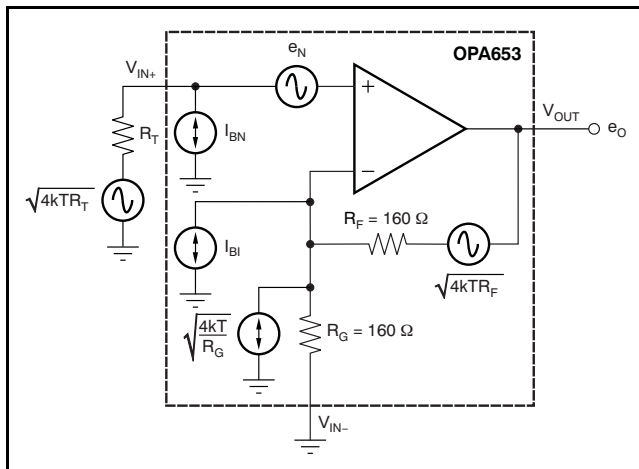 OPA653
e_N
V_IN+
R_T
I_BN
√4kTR_T
+
−
V_OUT
e_O
I_BI
R_F = 160 Ω
√4kTR_F
√4kT/R_G
R_G = 160 Ω
V_IN−